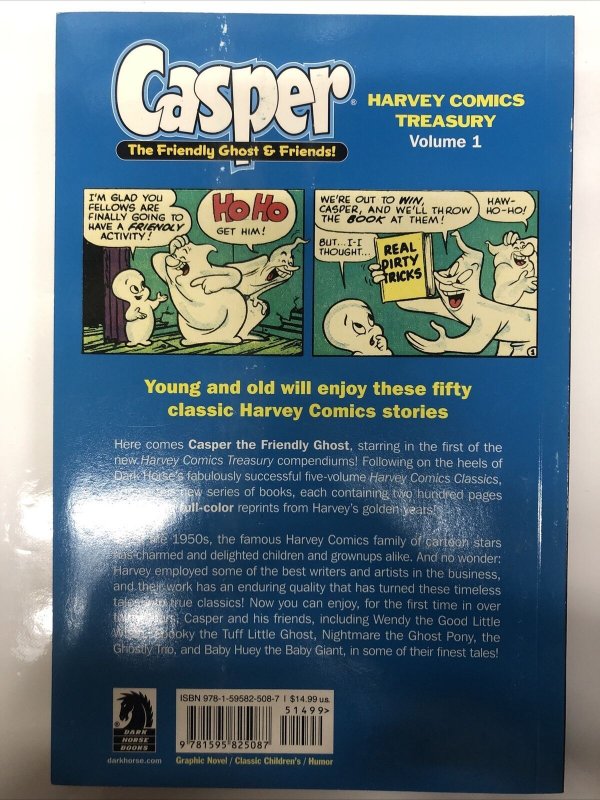 Casper®
HARVEY COMICS
TREASURY
Volume 1
The Friendly Ghost & Friends!
I'M GLAD YOU
FELLOWS ARE
FINALLY GOING TO
HAVE A FRIENDLY
ACTIVITY!
HO HO
GET HIM!
WE'RE OUT TO WIN,
CASPER, AND WE'LL THROW
THE BOOK AT THEM!
HAW-
HO-HO!
BUT... I-I
THOUGHT...
REAL
DIRTY
TRICKS
1
Young and old will enjoy these fifty
classic Harvey Comics stories
Here comes Casper the Friendly Ghost, starring in the first of the
new Harvey Comics Treasury compendiums! Following on the heels of
Dark Horse's fabulously successful five-volume Harvey Comics Classics,
new series of books, each containing two hundred pages
full-color reprints from Harvey's golden years!
the 1950s, the famous Harvey Comics family of cartoon stars
has charmed and delighted children and grownups alike. And no wonder:
Harvey employed some of the best writers and artists in the business,
and their work has an enduring quality that has turned these timeless
tales into true classics! Now you can enjoy, for the first time in over
Casper and his friends, including Wendy the Good Little
Spooky the Tuff Little Ghost, Nightmare the Ghost Pony, the
Ghostly Trio, and Baby Huey the Baby Giant, in some of their finest tales!
ISBN 978-1-59582-508-7 | $14.99 U.S.
51499>
9 781595 825087
DARK
HORSE
BOOKS
darkhorse.com
Graphic Novel / Classic Children's / Humor